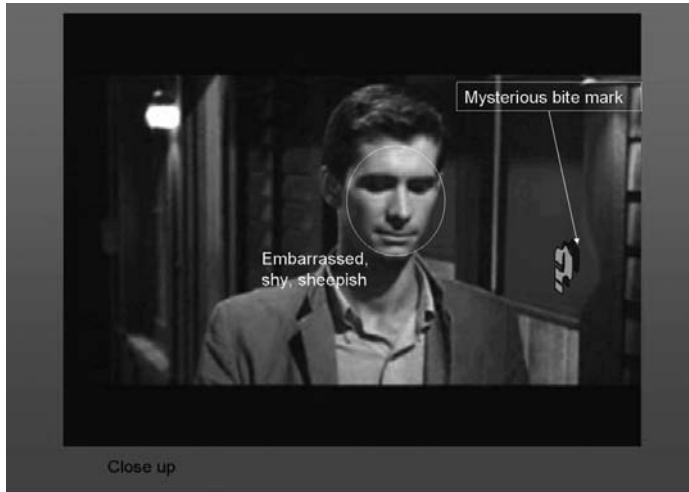 Mysterious bite mark
Embarrassed,
shy, sheepish
?
Close up